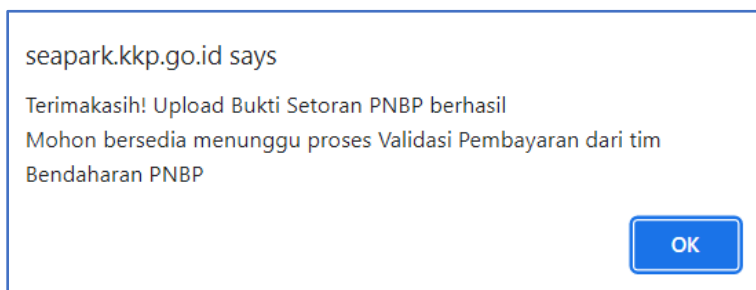 seapark.kkp.go.id says
Terimakasih! Upload Bukti Setoran PNBP berhasil
Mohon bersedia menunggu proses Validasi Pembayaran dari tim
Bendaharan PNBP
OK